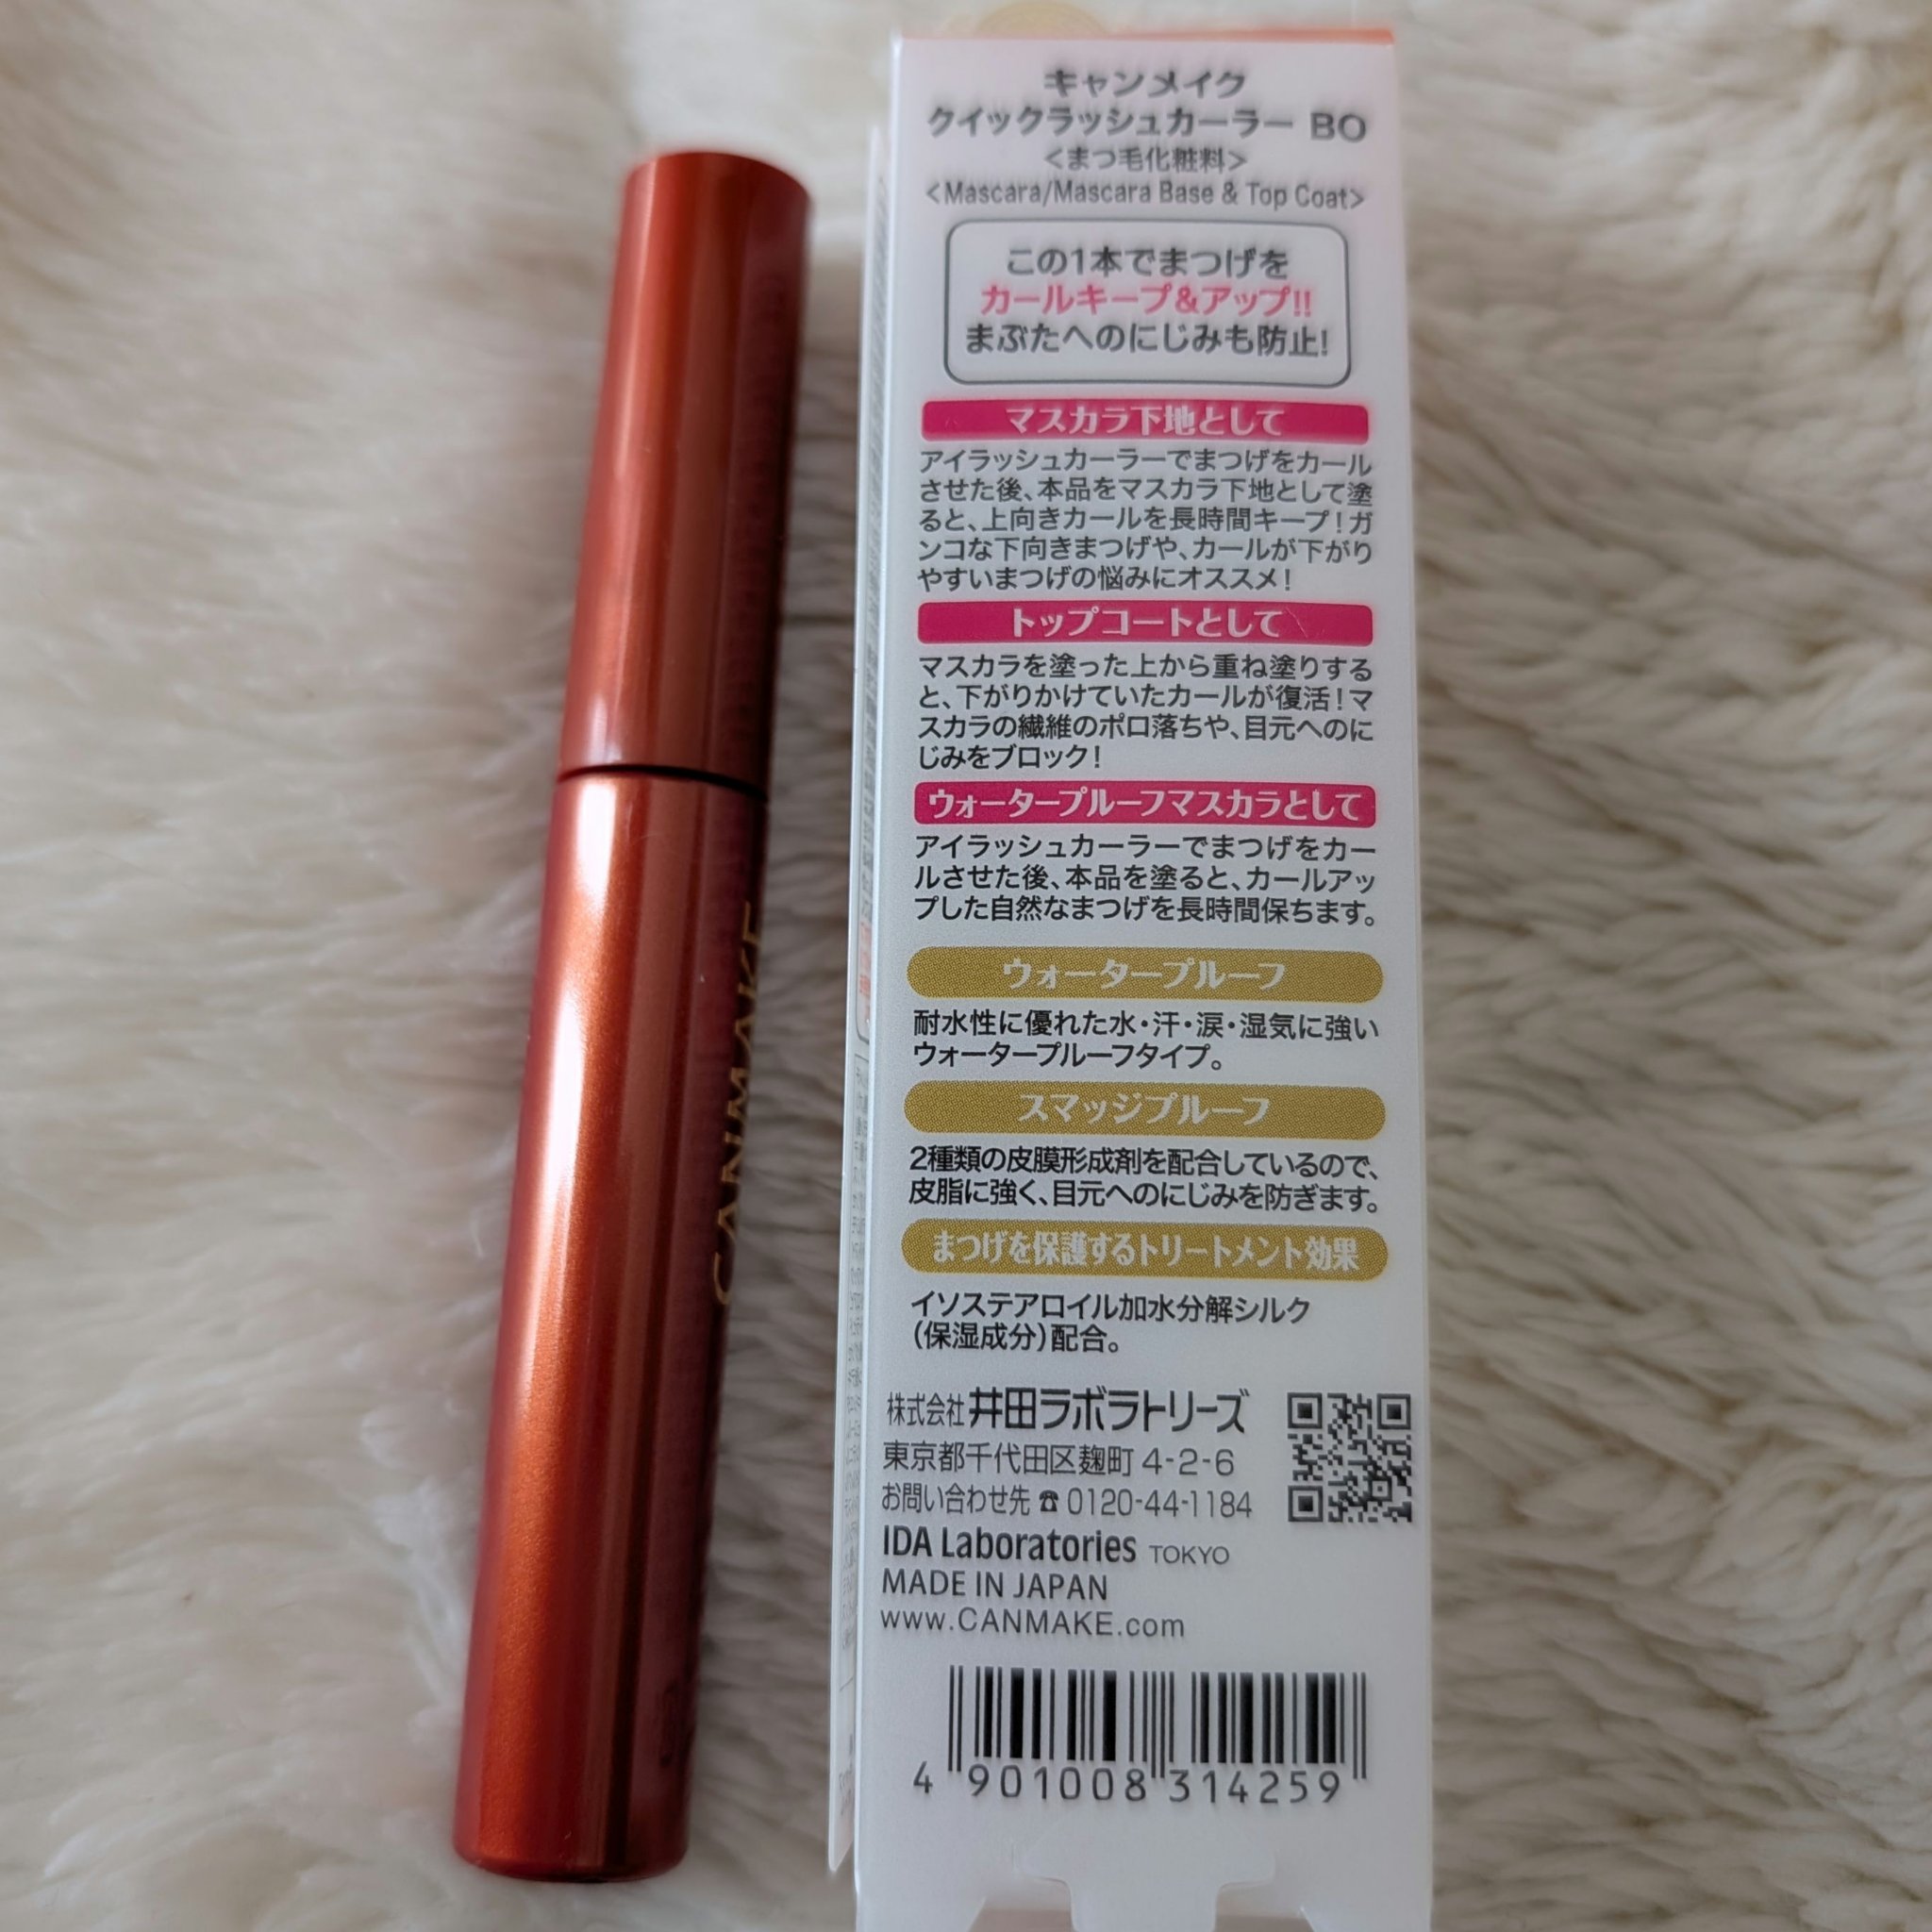 CANMAKE
キャンメイク
クイックラッシュカーラー BO
<まつ毛化粧料>
<Mascara/Mascara Base & Top Coat>
この1本でまつげを
カールキープ&アップ!!
まぶたへのにじみも防止!
マスカラ下地として
アイラッシュカーラーでまつげをカール
させた後、本品をマスカラ下地として塗
ると、上向きカールを長時間キープ!ガ
ンコな下向きまつげや、カールが下がり
やすいまつげの悩みにオススメ!
トップコートとして
マスカラを塗った上から重ね塗りする
と、下がりかけていたカールが復活!マ
スカラの繊維のポロ落ちや、目元へのに
じみをブロック!
ウォータープルーフマスカラとして
アイラッシュカーラーでまつげをカー
ルさせた後、本品を塗ると、カールアッ
プした自然なまつげを長時間保ちます。
ウォータープルーフ
耐水性に優れた水・汗・涙・湿気に強い
ウォータープルーフタイプ。
スマッジプルーフ
2種類の皮膜形成剤を配合しているので、
皮脂に強く、目元へのにじみを防ぎます。
まつげを保護するトリートメント効果
イソステアロイル加水分解シルク
(保湿成分)配合。
株式会社 井田ラボラトリーズ
東京都千代田区麹町 4-2-6
お問い合わせ先 ☎ 0120-44-1184
IDA Laboratories TOKYO
MADE IN JAPAN
www.CANMAKE.com
4 901008 314259